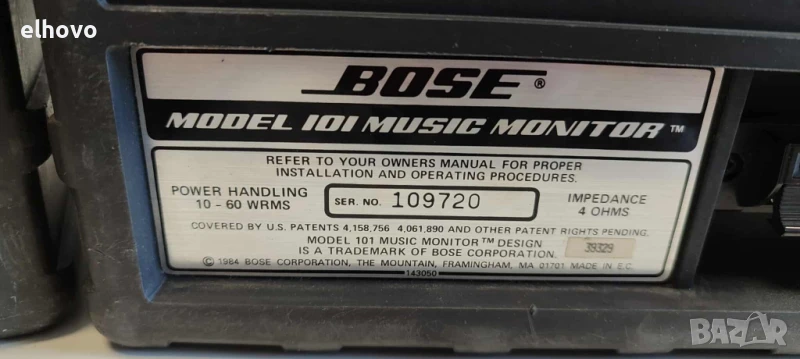 elhovo
BOSE®
MODEL 101 MUSIC MONITOR™
REFER TO YOUR OWNERS MANUAL FOR PROPER
INSTALLATION AND OPERATING PROCEDURES.
POWER HANDLING
10 - 60 WRMS
SER. NO. 109720
IMPEDANCE
4 OHMS
COVERED BY U.S. PATENTS 4,158,756 4,061,890 AND OTHER PATENT RIGHTS PENDING.
MODEL 101 MUSIC MONITOR™ DESIGN
IS A TRADEMARK OF BOSE CORPORATION.
39329
© 1984 BOSE CORPORATION, THE MOUNTAIN, FRAMINGHAM, MA 01701 MADE IN E.C.
143050
BAZAR